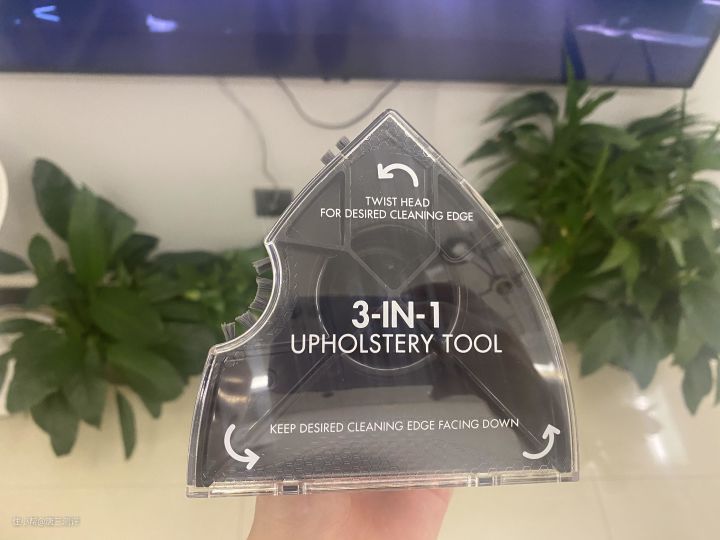 TWIST HEAD
FOR DESIRED CLEANING EDGE
3-IN-1
UPHOLSTERY TOOL
KEEP DESIRED CLEANING EDGE FACING DOWN